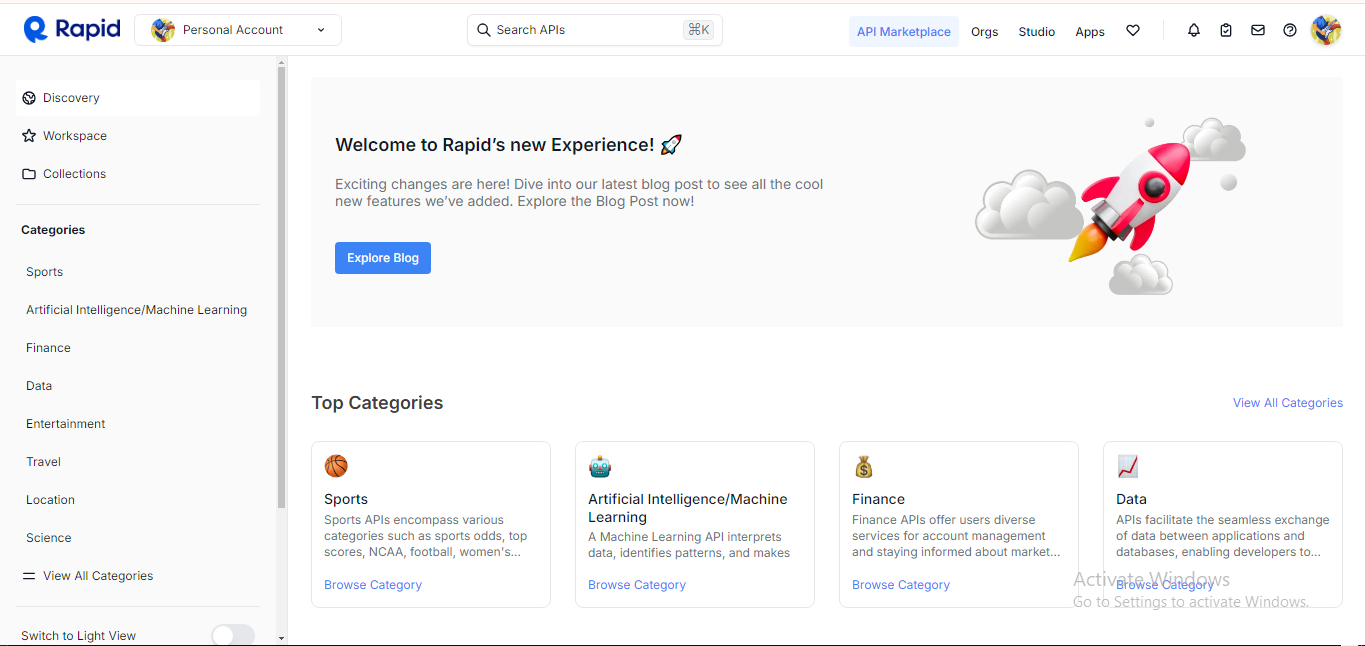 Rapid
Personal Account
Search APIs
⌘K
API Marketplace
Orgs
Studio
Apps
Discovery
Workspace
Collections
Categories
Sports
Artificial Intelligence/Machine Learning
Finance
Data
Entertainment
Travel
Location
Science
View All Categories
Switch to Light View
Welcome to Rapid’s new Experience! 🚀
Exciting changes are here! Dive into our latest blog post to see all the cool
new features we’ve added. Explore the Blog Post now!
Explore Blog
Top Categories
View All Categories
Sports
Sports APIs encompass various
categories such as sports odds, top
scores, NCAA, football, women's...
Browse Category
Artificial Intelligence/Machine
Learning
A Machine Learning API interprets
data, identifies patterns, and makes
Browse Category
Finance
Finance APIs offer users diverse
services for account management
and staying informed about market...
Browse Category
Data
APIs facilitate the seamless exchange
of data between applications and
databases, enabling developers to...
Browse Category
Activate Windows
Go to Settings to activate Windows.